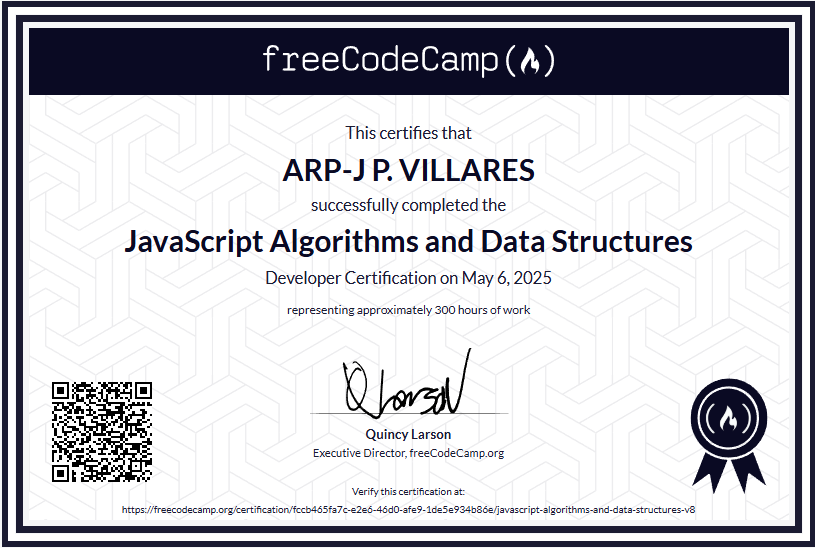 freeCodeCamp
This certifies that
ARP-J P. VILLARES
successfully completed the
JavaScript Algorithms and Data Structures
Developer Certification on May 6, 2025
representing approximately 300 hours of work
Q Larson
Quincy Larson
Executive Director, freeCodeCamp.org
Verify this certification at:
https://freecodecamp.org/certification/fccb465fa7c-e2e6-46d0-afe9-1de5e934b86e/javascript-algorithms-and-data-structures-v8